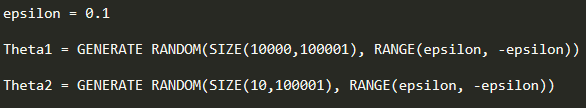 epsilon = 0.1
Theta1 = GENERATE RANDOM(SIZE(10000,100001), RANGE(epsilon, -epsilon))
Theta2 = GENERATE RANDOM(SIZE(10,100001), RANGE(epsilon, -epsilon))